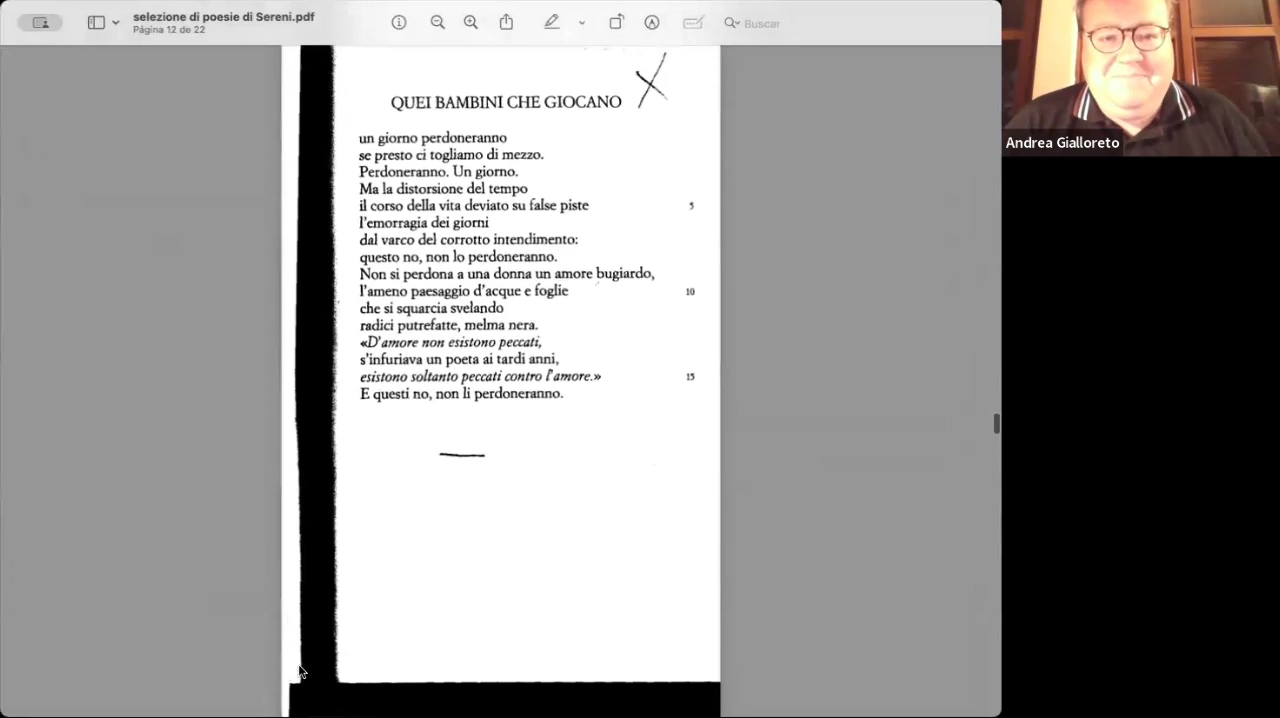 selezione di poesie di Sereni.pdf
Página 12 de 22
Buscar
Andrea Gialloreto
QUEI BAMBINI CHE GIOCANO
un giorno perdoneranno
se presto ci togliamo di mezzo.
Perdoneranno. Un giorno.
Ma la distorsione del tempo
il corso della vita deviato su false piste 5
l'emorragia dei giorni
dal varco del corrotto intendimento:
questo no, non lo perdoneranno.
Non si perdona a una donna un amore bugiardo,
l'ameno paesaggio d'acque e foglie 10
che si squarcia svelando
radici putrefatte, melma nera.
«D'amore non esistono peccati,
s'infuriava un poeta ai tardi anni,
esistono soltanto peccati contro l'amore.» 15
E questi no, non li perdoneranno.